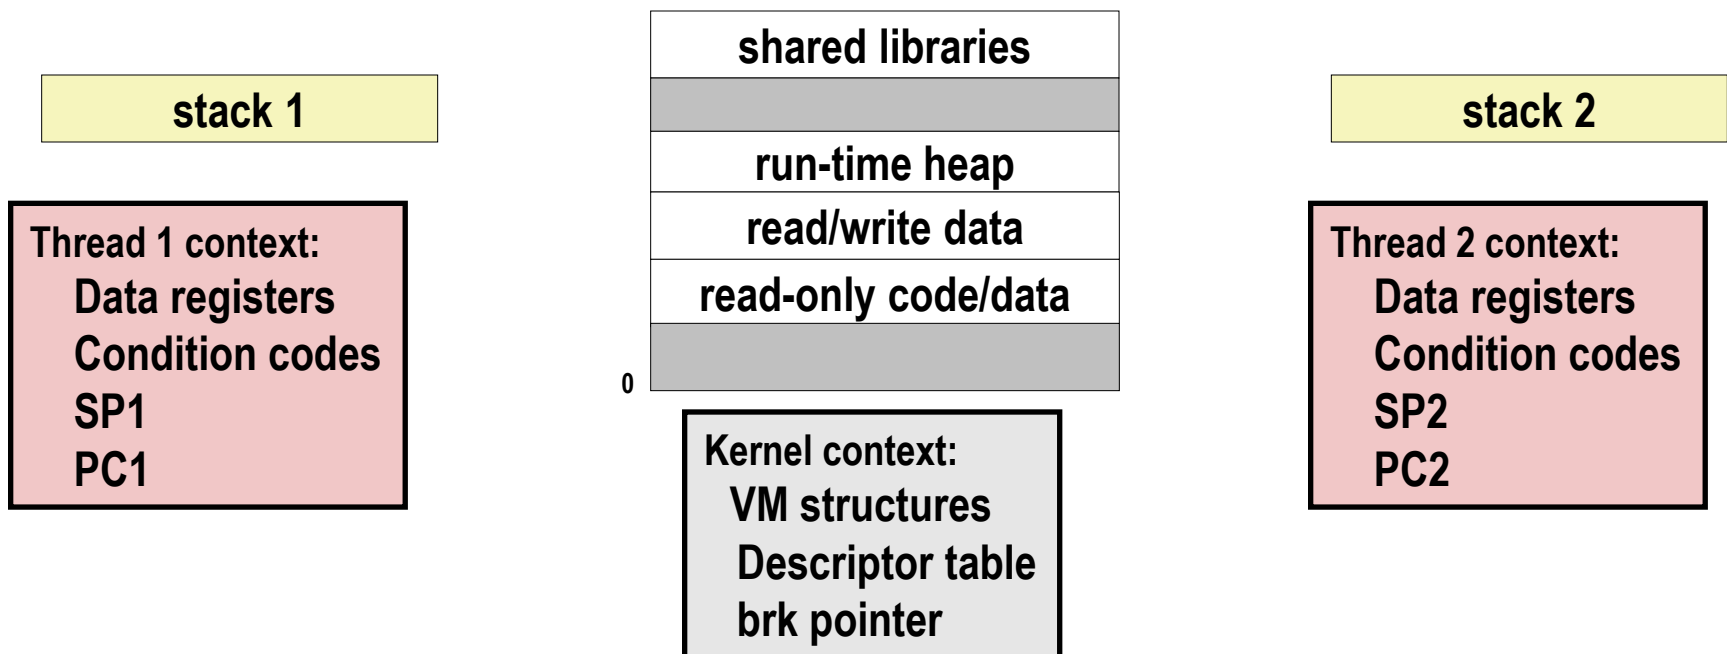 stack 1
Thread 1 context:
Data registers
Condition codes
SP1
PC1
shared libraries
run-time heap
read/write data
read-only code/data
0
Kernel context:
VM structures
Descriptor table
brk pointer
stack 2
Thread 2 context:
Data registers
Condition codes
SP2
PC2